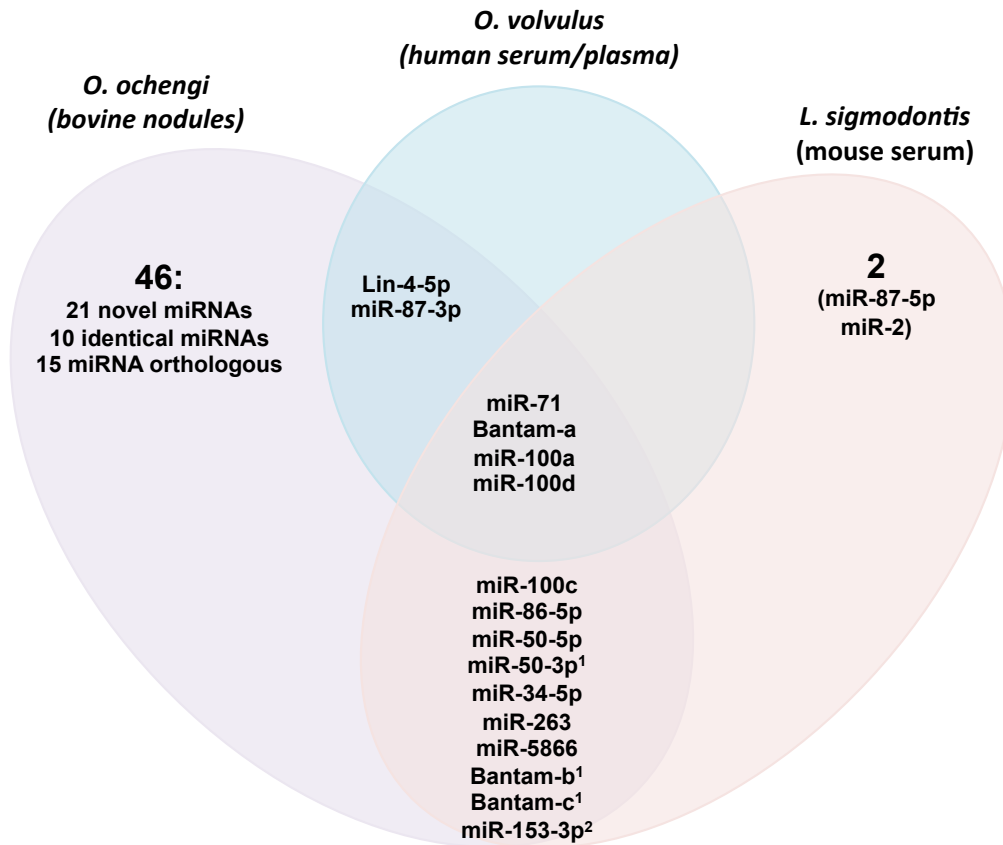 O. volvulus
(human serum/plasma)
O. ochengi
(bovine nodules)
L. sigmodontis
(mouse serum)
46:
21 novel miRNAs
10 identical miRNAs
15 miRNA orthologous
Lin-4-5p
miR-87-3p
2
(miR-87-5p
miR-2)
miR-71
Bantam-a
miR-100a
miR-100d
miR-100c
miR-86-5p
miR-50-5p
miR-50-3p¹
miR-34-5p
miR-263
miR-5866
Bantam-b¹
Bantam-c¹
miR-153-3p²